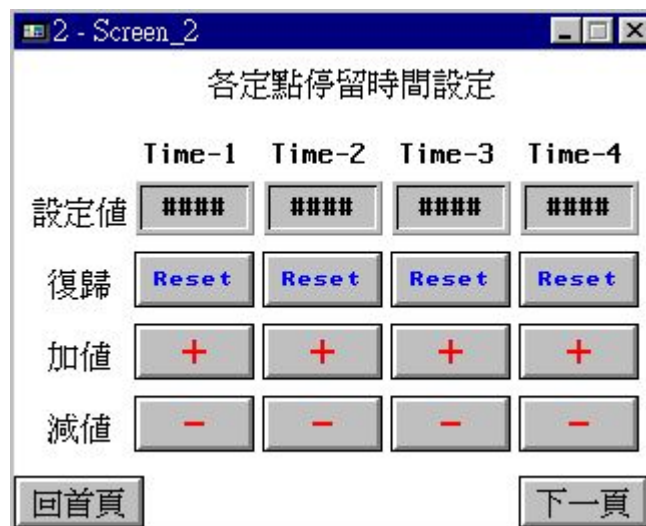 2 - Screen_2
各定點停留時間設定
Time-1 Time-2 Time-3 Time-4
設定值 #### #### #### ####
復歸 Reset Reset Reset Reset
加值 + + + +
減值 - - - -
回首頁 下一頁